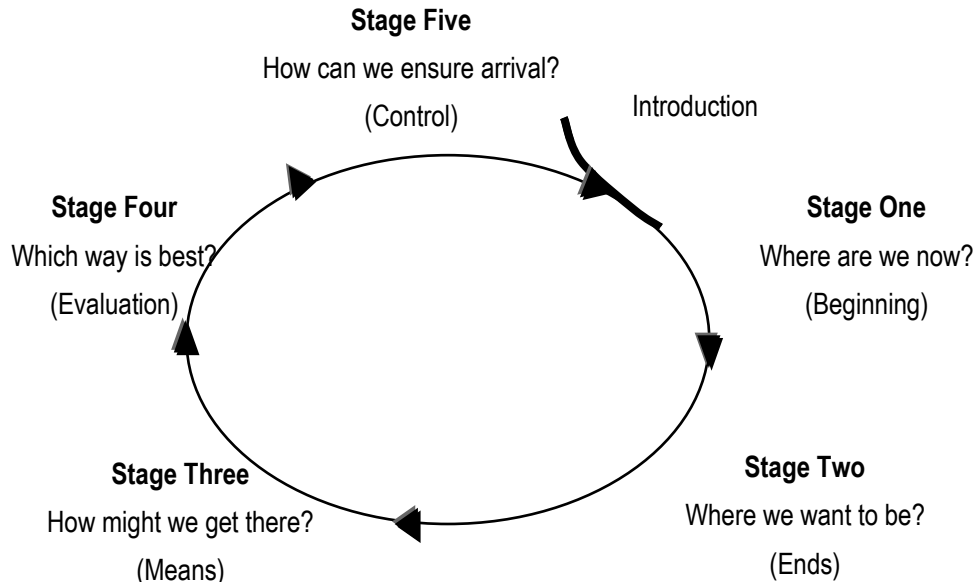 Stage Five
How can we ensure arrival?
(Control)
Introduction
Stage One
Where are we now?
(Beginning)
Stage Two
Where we want to be?
(Ends)
Stage Three
How might we get there?
(Means)
Stage Four
Which way is best?
(Evaluation)